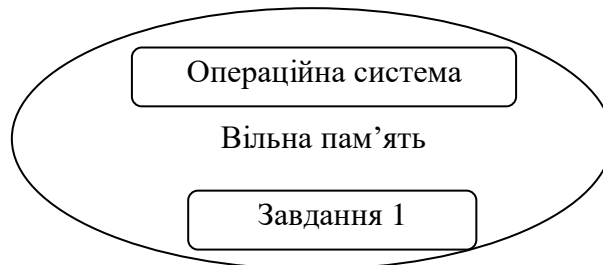 Операційна система
Вільна пам’ять
Завдання 1